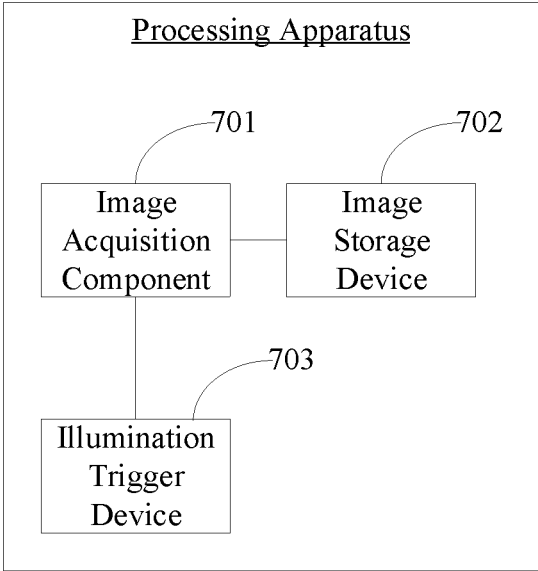 Processing Apparatus
701
702
Image
Acquisition
Component
Image
Storage
Device
703
Illumination
Trigger
Device